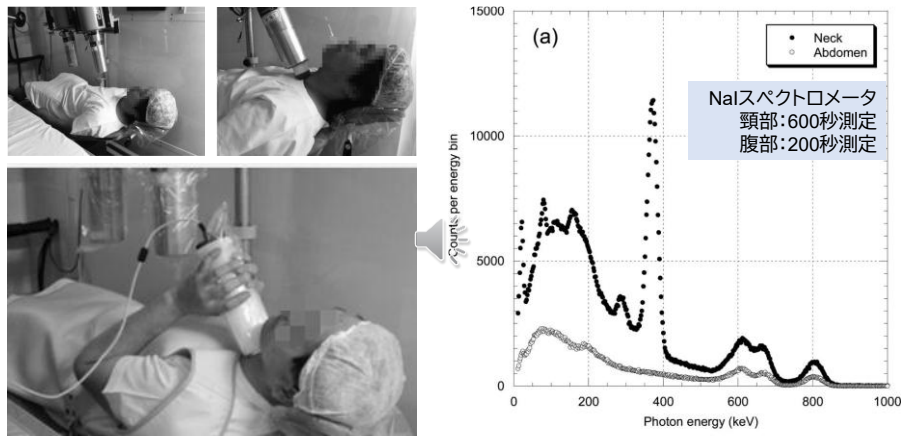 15000
(a)
Neck
Abdomen
NaIスペクトロメータ
頸部：600秒測定
腹部：200秒測定
10000
Counts per energy bin
5000
0
0 200 400 600 800 1000
Photon energy (keV)